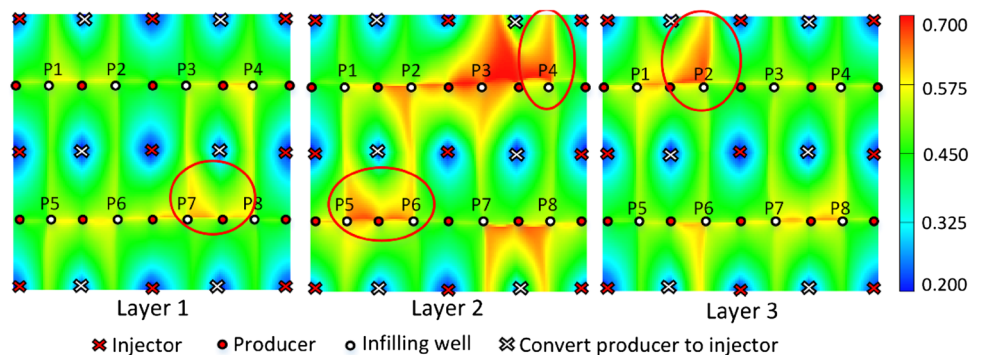 P1 P2 P3 P4
P5 P6 P7 P8
Layer 1
P1 P2 P3 P4
P5 P6 P7 P8
Layer 2
P1 P2 P3 P4
P5 P6 P7 P8
Layer 3
0.700
0.575
0.450
0.325
0.200
Injector Producer Infilling well Convert producer to injector